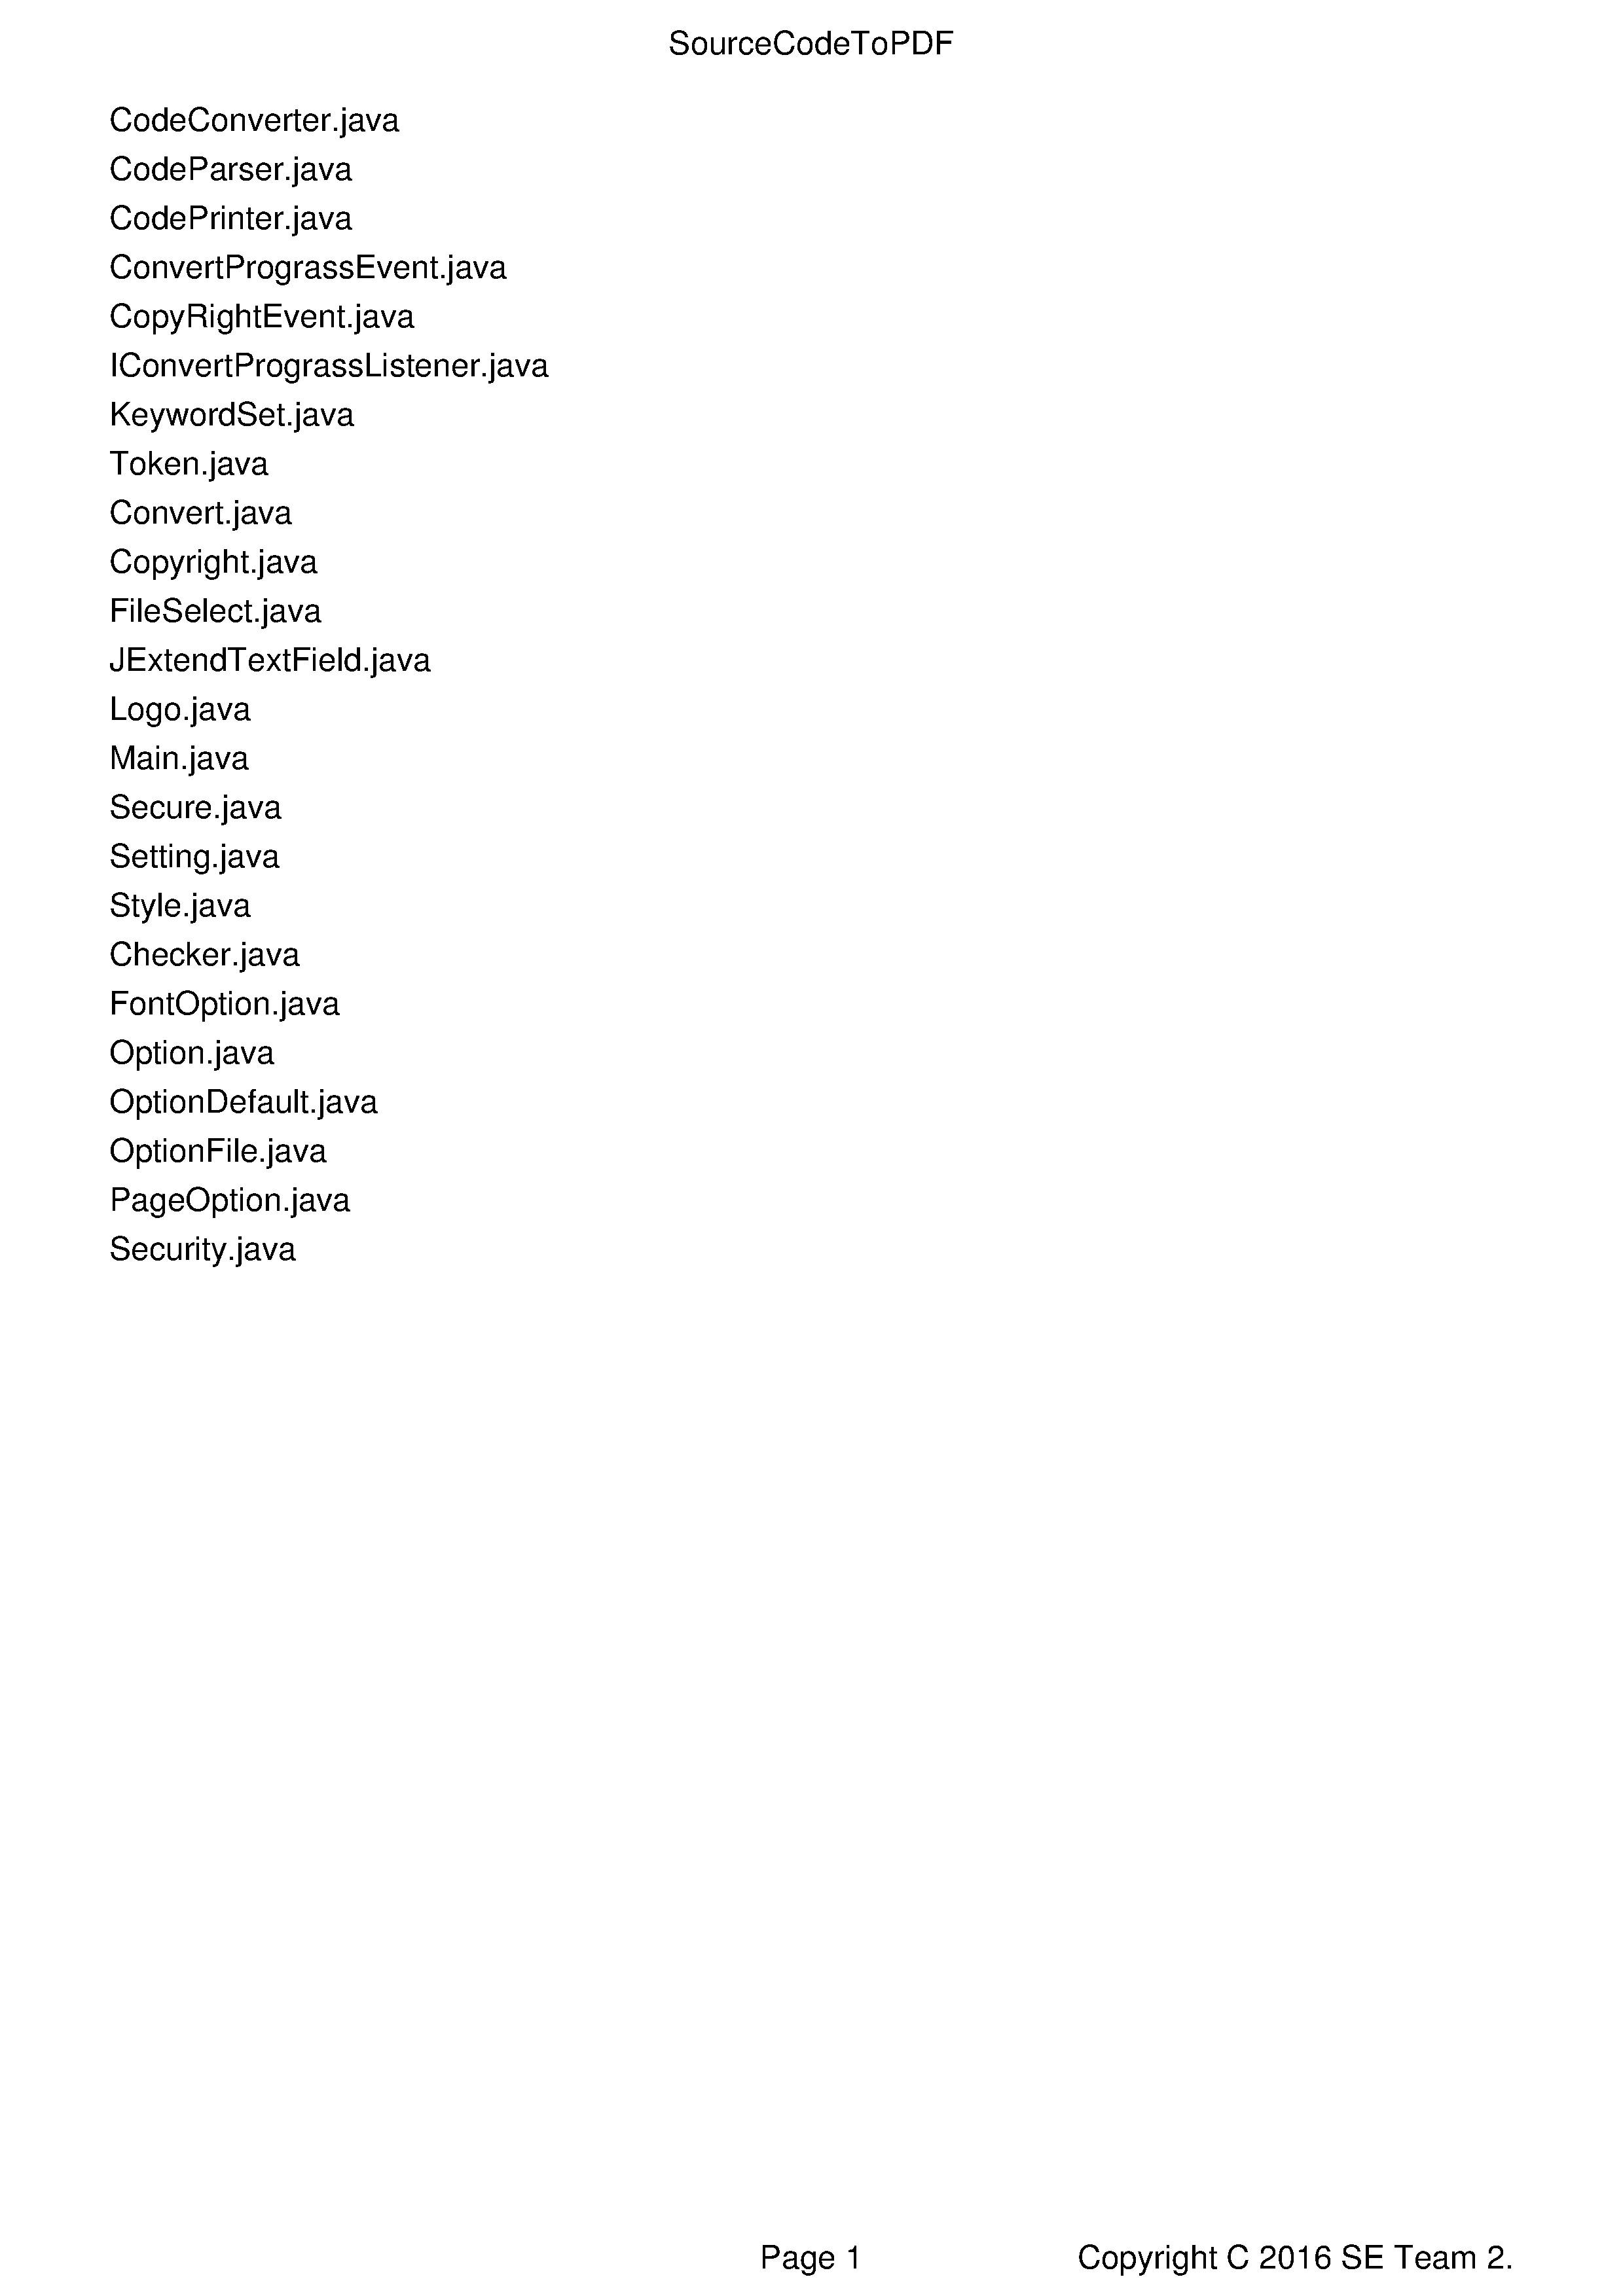 SourceCodeToPDF
CodeConverter.java
CodeParser.java
CodePrinter.java
ConvertPrograssEvent.java
CopyRightEvent.java
IConvertPrograssListener.java
KeywordSet.java
Token.java
Convert.java
Copyright.java
FileSelect.java
JExtendTextField.java
Logo.java
Main.java
Secure.java
Setting.java
Style.java
Checker.java
FontOption.java
Option.java
OptionDefault.java
OptionFile.java
PageOption.java
Security.java
Page 1 Copyright C 2016 SE Team 2.